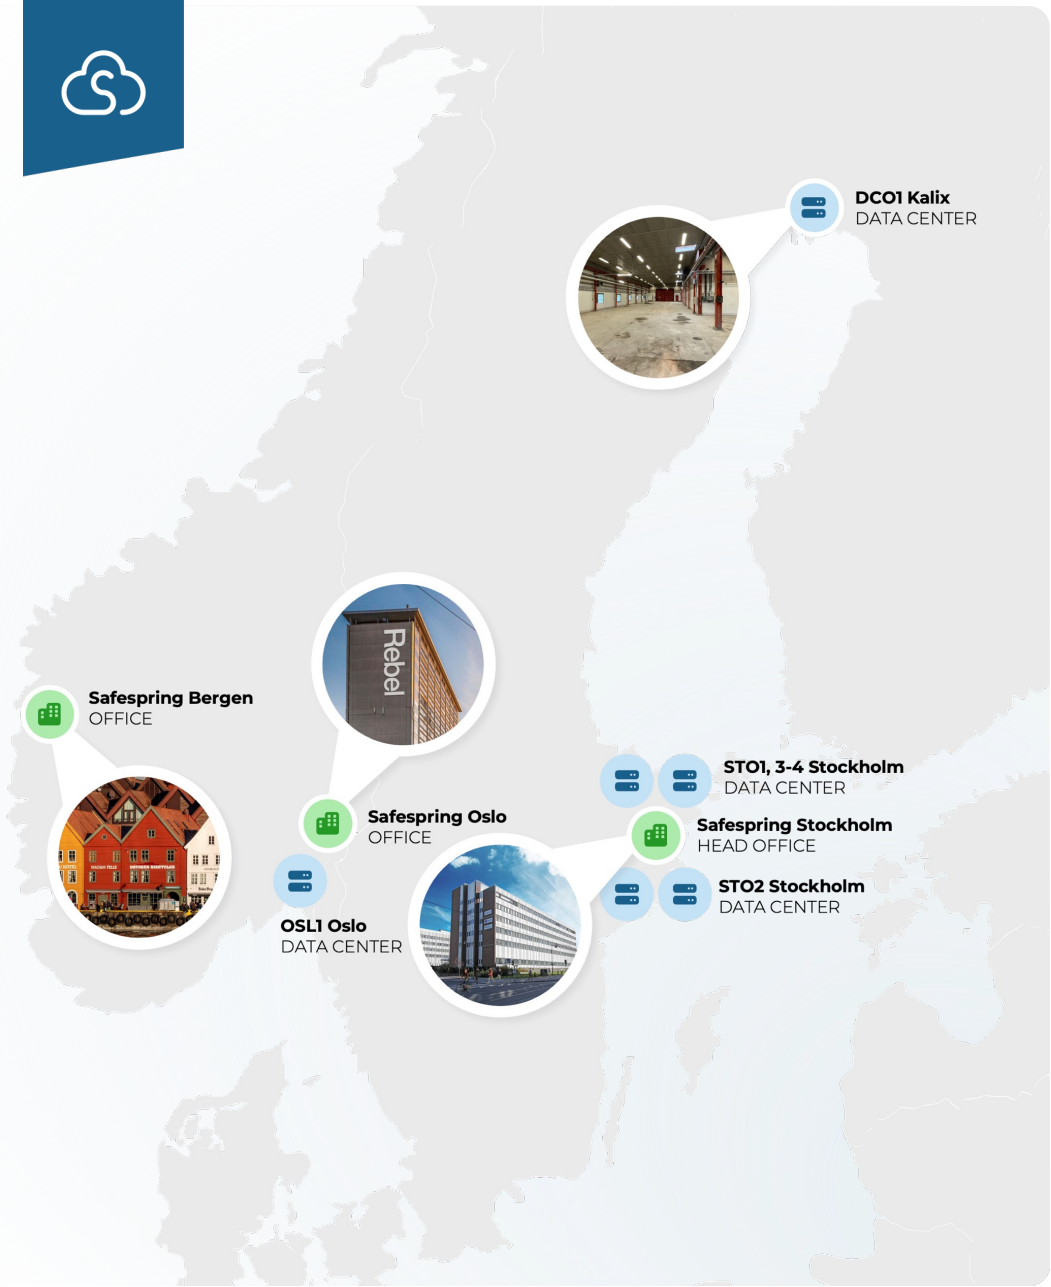 DCO1 Kalix
DATA CENTER
Rebel
Safespring Bergen
OFFICE
STO1, 3-4 Stockholm
DATA CENTER
Safespring Oslo
OFFICE
Safespring Stockholm
HEAD OFFICE
STO2 Stockholm
DATA CENTER
OSL1 Oslo
DATA CENTER